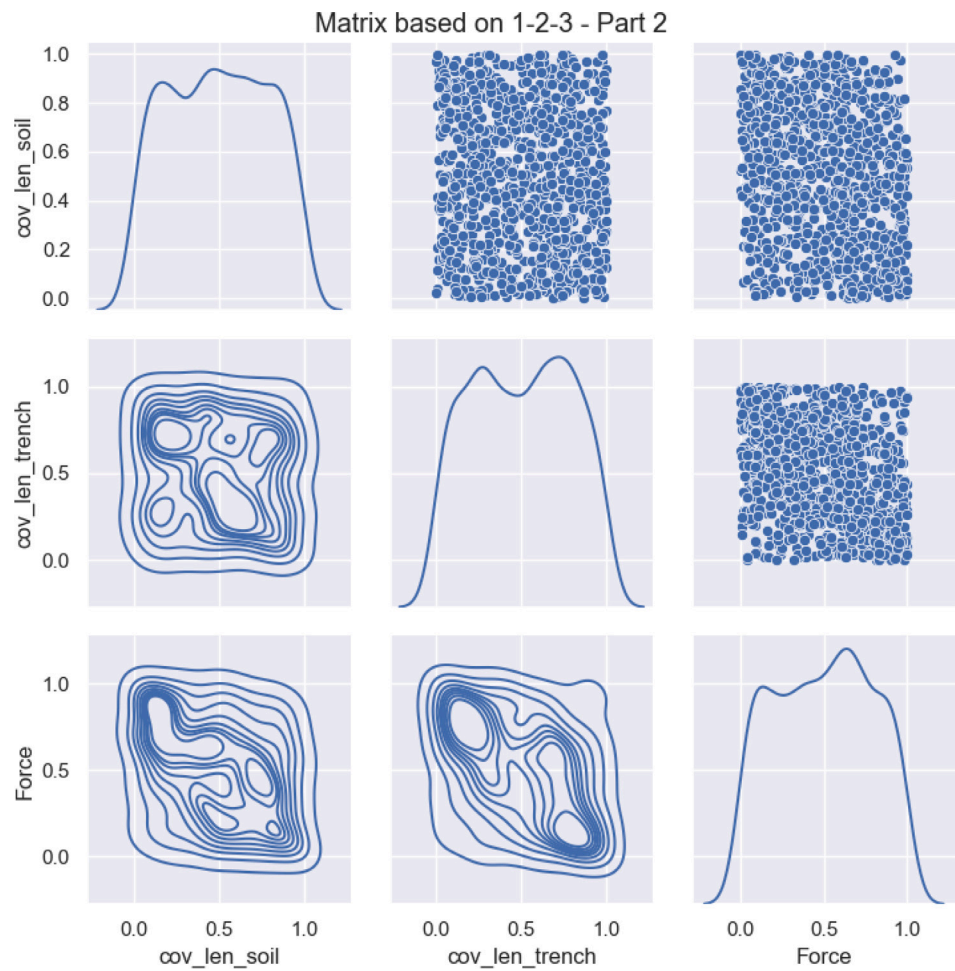 Matrix based on 1-2-3 - Part 2
1.0
0.8
0.6
0.4
0.2
0.0
cov_len_soil
1.0
0.5
0.0
cov_len_trench
1.0
0.5
0.0
Force
0.0 0.5 1.0 0.0 0.5 1.0 0.0 0.5 1.0
cov_len_soil cov_len_trench Force